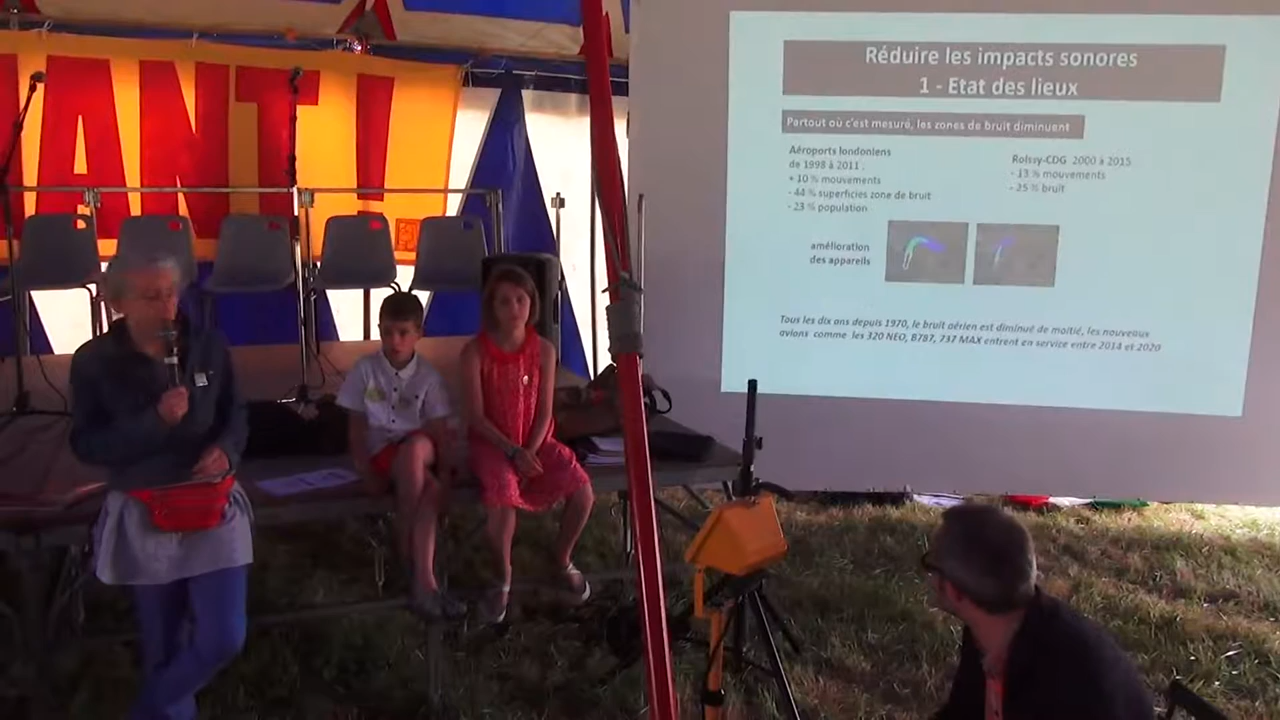 ANT !
Réduire les impacts sonores
1 - Etat des lieux
Partout où c'est mesuré, les zones de bruit diminuent
Aéroports londoniens
de 1998 à 2011 :
+ 10 % mouvements
- 44 % superficies zone de bruit
- 23 % population
Roissy-CDG 2000 à 2015
- 13 % mouvements
- 25 % bruit
amélioration
des appareils
Tous les dix ans depuis 1970, le bruit aérien est diminué de moitié, les nouveaux
avions comme les 320 NEO, B787, 737 MAX entrent en service entre 2014 et 2020